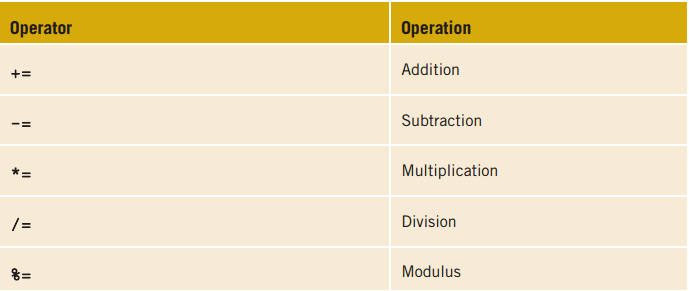 Operator Operation
+= Addition
-= Subtraction
*= Multiplication
/= Division
%= Modulus